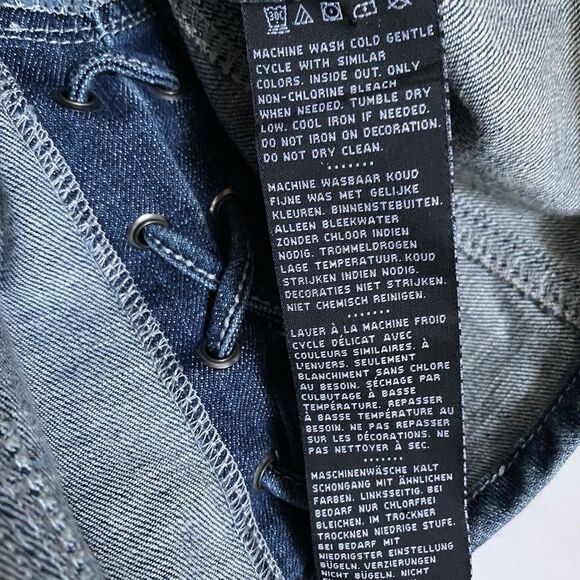 30C
MACHINE WASH COLD GENTLE
CYCLE WITH SIMILAR
COLORS. INSIDE OUT. ONLY
NON-CHLORINE BLEACH
WHEN NEEDED. TUMBLE DRY
LOW. COOL IRON IF NEEDED.
DO NOT IRON ON DECORATION.
DO NOT DRY CLEAN.
MACHINE WASBAAR KOUD
FIJNE WAS MET GELIJKE
KLEUREN. BINNENSTEBUITEN.
ALLEEN BLEEKWATER
ZONDER CHLOOR INDIEN
NODIG. TROMMELDROGEN
LAGE TEMPERATUUR. KOUD
STRIJKEN INDIEN NODIG.
DECORATIES NIET STRIJKEN.
NIET CHEMISCH REINIGEN.
LAVER À LA MACHINE FROID
CYCLE DÉLICAT AVEC
COULEURS SIMILAIRES. À
L'ENVERS. SEULEMENT
BLANCHIMENT SANS CHLORE
AU BESOIN. SÉCHAGE PAR
CULBUTAGE À BASSE
TEMPÉRATURE. REPASSER
À BASSE TEMPÉRATURE AU
BESOIN. NE PAS REPASSER
SUR LES DÉCORATIONS. NE
PAS NETTOYER À SEC.
MASCHINENWÄSCHE KALT
SCHONGANG MIT ÄHNLICHEN
FARBEN. LINKSSEITIG. BEI
BEDARF NUR CHLORFREI
BLEICHEN. IM TROCKNER
TROCKNEN NIEDRIGE STUFE.
BEI BEDARF MIT
NIEDRIGSTER EINSTELLUNG
BÜGELN. VERZIERUNGEN
NICHT BÜGELN. NICHT